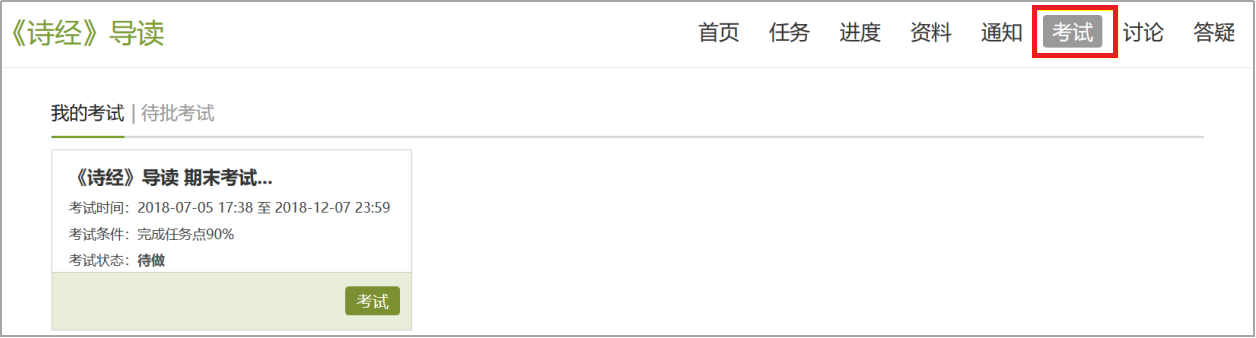 《诗经》导读 首页 任务 进度 资料 通知 考试 讨论 答疑
我的考试 | 待批考试
《诗经》导读 期末考试...
考试时间：2018-07-05 17:38 至 2018-12-07 23:59
考试条件：完成任务点90%
考试状态：待做
考试